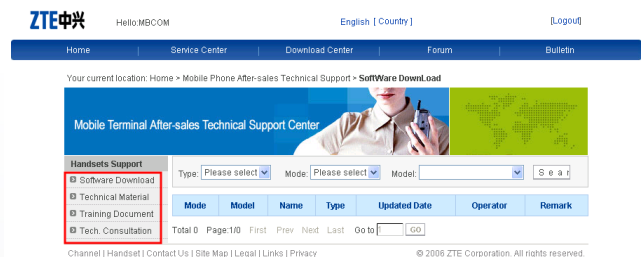 ZTE中兴 Hello:MBCOM English [ Country ] [Logout]
Home | Service Center | Download Center | Forum | Bulletin
Your current location: Home > Mobile Phone After-sales Technical Support > SoftWare DownLoad
Mobile Terminal After-sales Technical Support Center
Handsets Support
Software Download
Technical Material
Training Document
Tech. Consultation
Type: Please select Mode: Please select Model: Sear
Mode Model Name Type Updated Date Operator Remark
Total 0 Page:1/0 First Prev Next Last Go to 1 GO
Channel | Handset | Contact Us | Site Map | Legal | Links | Privacy © 2006 ZTE Corporation. All rights reserved.